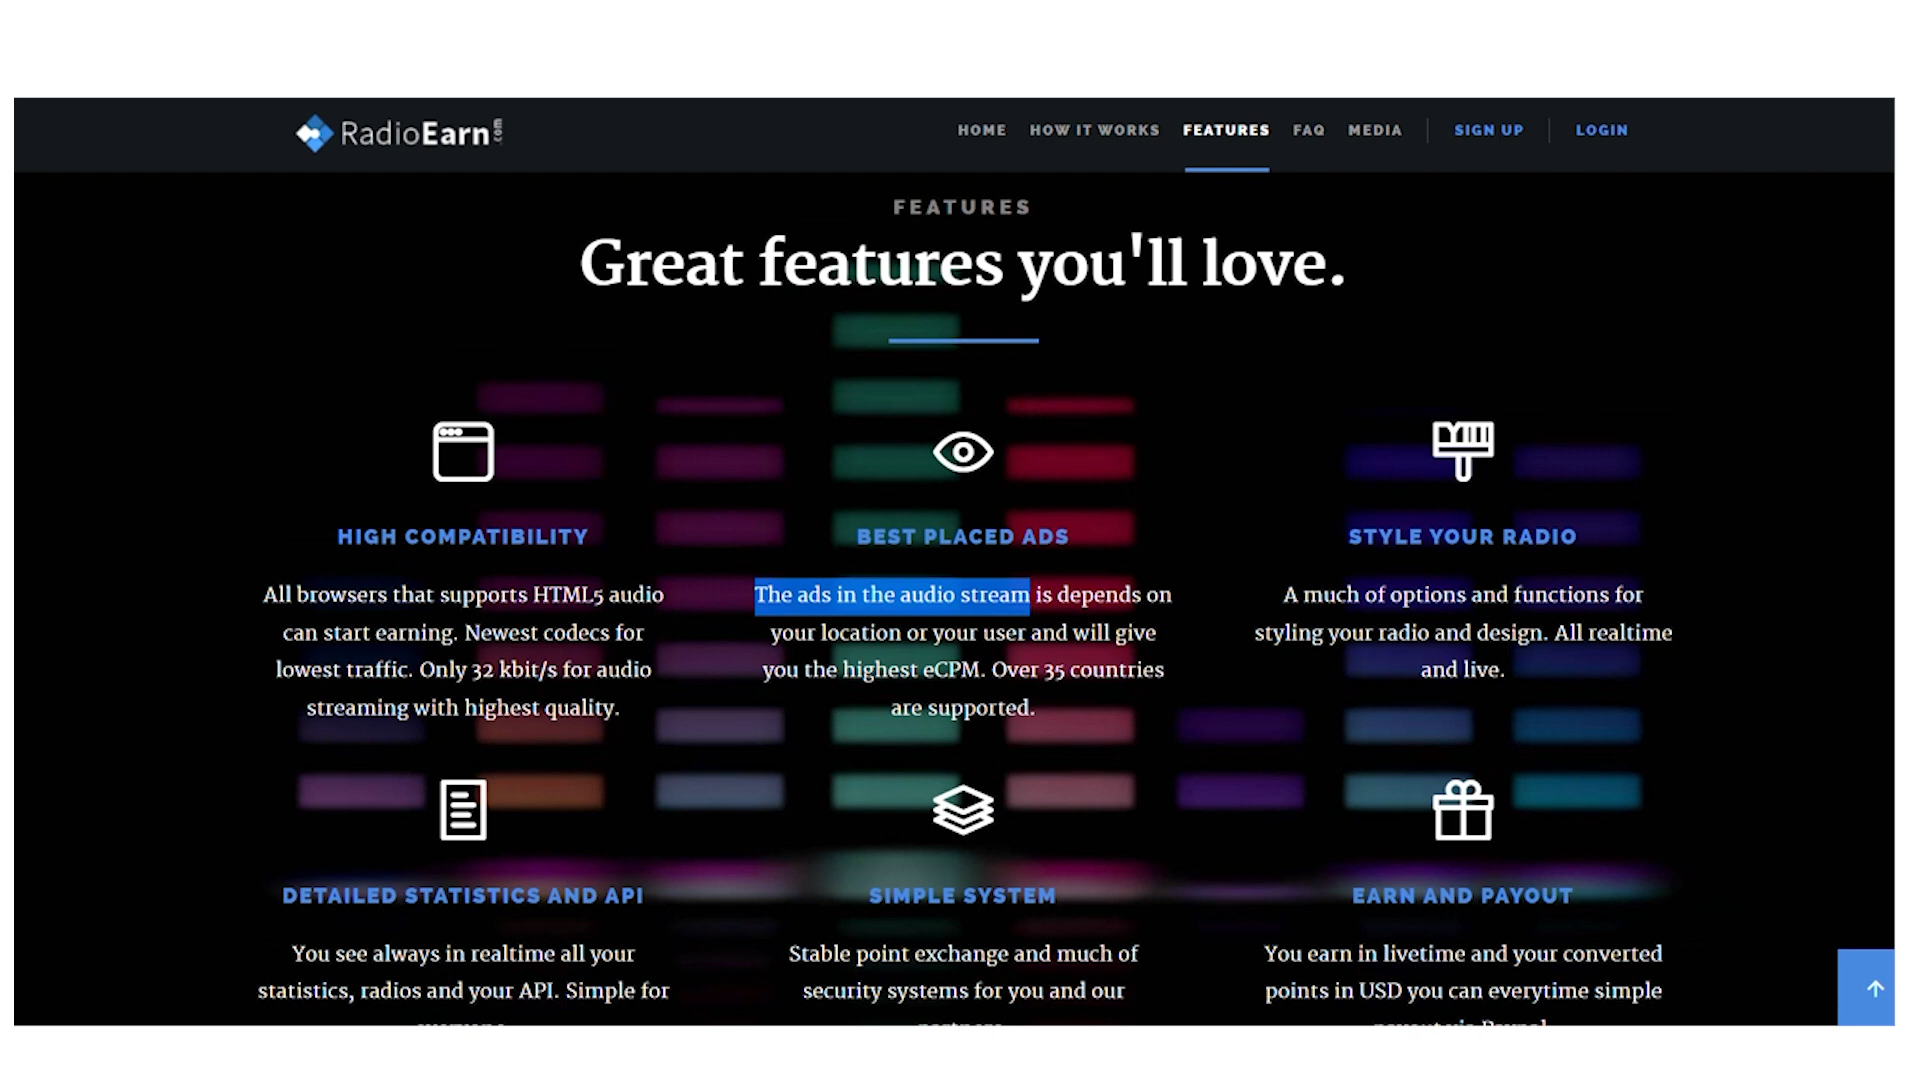 RadioEarn.com
HOME HOW IT WORKS FEATURES FAQ MEDIA SIGN UP LOGIN
FEATURES
Great features you'll love.
HIGH COMPATIBILITY
All browsers that supports HTML5 audio
can start earning. Newest codecs for
lowest traffic. Only 32 kbit/s for audio
streaming with highest quality.
BEST PLACED ADS
The ads in the audio stream is depends on
your location or your user and will give
you the highest eCPM. Over 35 countries
are supported.
STYLE YOUR RADIO
A much of options and functions for
styling your radio and design. All realtime
and live.
DETAILED STATISTICS AND API
You see always in realtime all your
statistics, radios and your API. Simple for
SIMPLE SYSTEM
Stable point exchange and much of
security systems for you and our
EARN AND PAYOUT
You earn in livetime and your converted
points in USD you can everytime simple
payout via Paypal